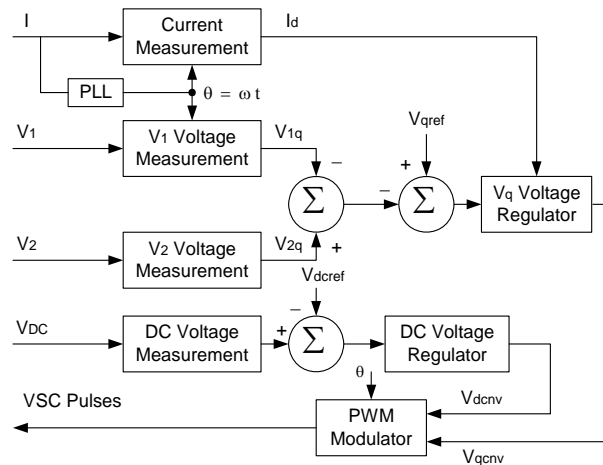 I
Current
Measurement
Id
PLL
θ = ω t
V1
V1 Voltage
Measurement
V1q
Vqref
−
+
Σ
−
Σ
Vq Voltage
Regulator
V2
V2 Voltage
Measurement
V2q
+
Vdcref
−
VDC
DC Voltage
Measurement
+
Σ
DC Voltage
Regulator
θ
VSC Pulses
PWM
Modulator
Vdcnv
Vqcnv